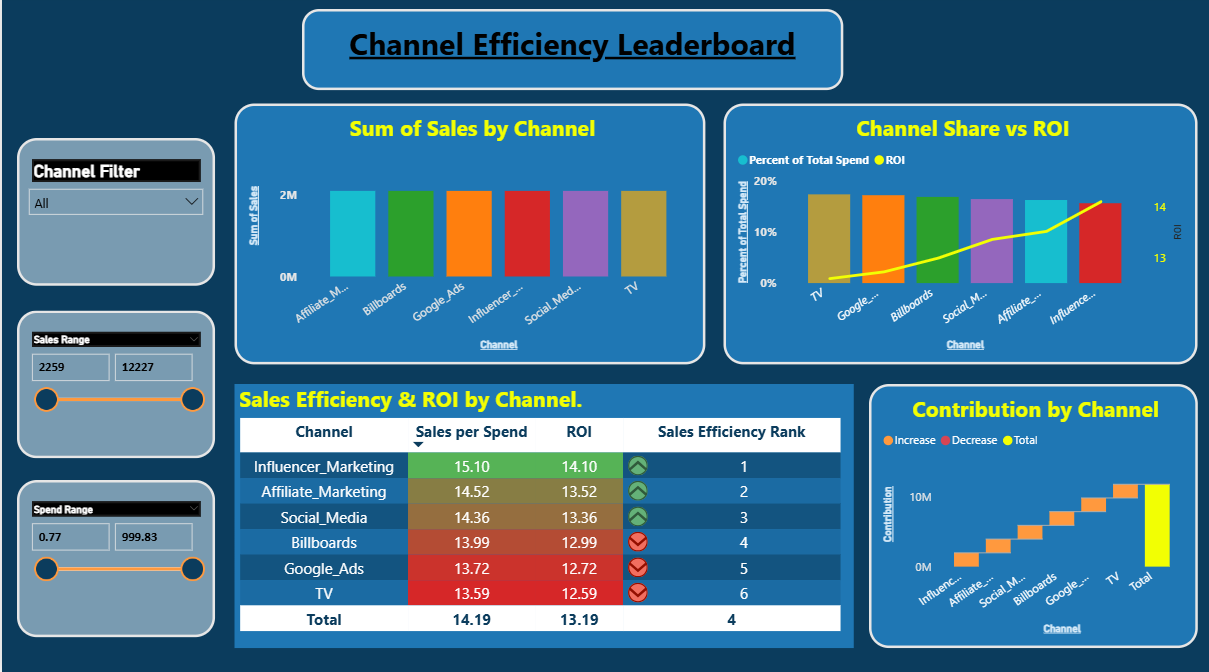 Channel Efficiency Leaderboard
Channel Filter
All
Sales Range
2259 12227
Spend Range
0.77 999.83
Sum of Sales by Channel
Sum of Sales
2M
0M
Affiliate_M...
Billboards
Google_Ads
Influencer_...
Social_Med...
TV
Channel
Channel Share vs ROI
Percent of Total Spend ROI
Percent of Total Spend
20%
10%
0%
14
13
ROI
TV
Google_...
Billboards
Social_M...
Affiliate_...
Influence...
Channel
Sales Efficiency & ROI by Channel.
Channel Sales per Spend ROI Sales Efficiency Rank
Influencer_Marketing 15.10 14.10 1
Affiliate_Marketing 14.52 13.52 2
Social_Media 14.36 13.36 3
Billboards 13.99 12.99 4
Google_Ads 13.72 12.72 5
TV 13.59 12.59 6
Total 14.19 13.19 4
Contribution by Channel
Increase Decrease Total
Contribution
10M
0M
Influenc...
Affiliate_...
Social_M...
Billboards
Google_...
TV
Total
Channel